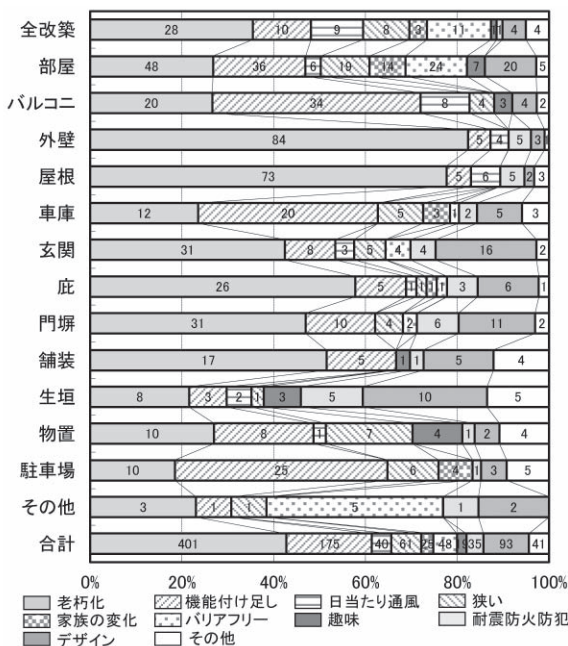 全改築 28 10 9 8 3 11 1 1 4 4
部屋 48 36 6 19 14 24 7 20 5
バルコニ 20 34 8 4 3 4 2
外壁 84 5 4 5 3
屋根 73 5 6 5 2 3
車庫 12 20 5 3 1 2 5 3
玄関 31 8 3 5 4 4 16 2
庇 26 5 1 1 1 1 3 6 1
門塀 31 10 4 2 6 11 2
舗装 17 5 1 1 5 4
生垣 8 3 2 1 3 5 10 5
物置 10 8 1 7 4 1 2 4
駐車場 10 25 6 4 1 3 5
その他 3 1 1 5 1 2
合計 401 175 40 61 25 48 35 93 41
0% 20% 40% 60% 80% 100%
老朽化 機能付け足し 日当たり通風 狭い
家族の変化 バリアフリー 趣味 耐震防火防犯
デザイン その他